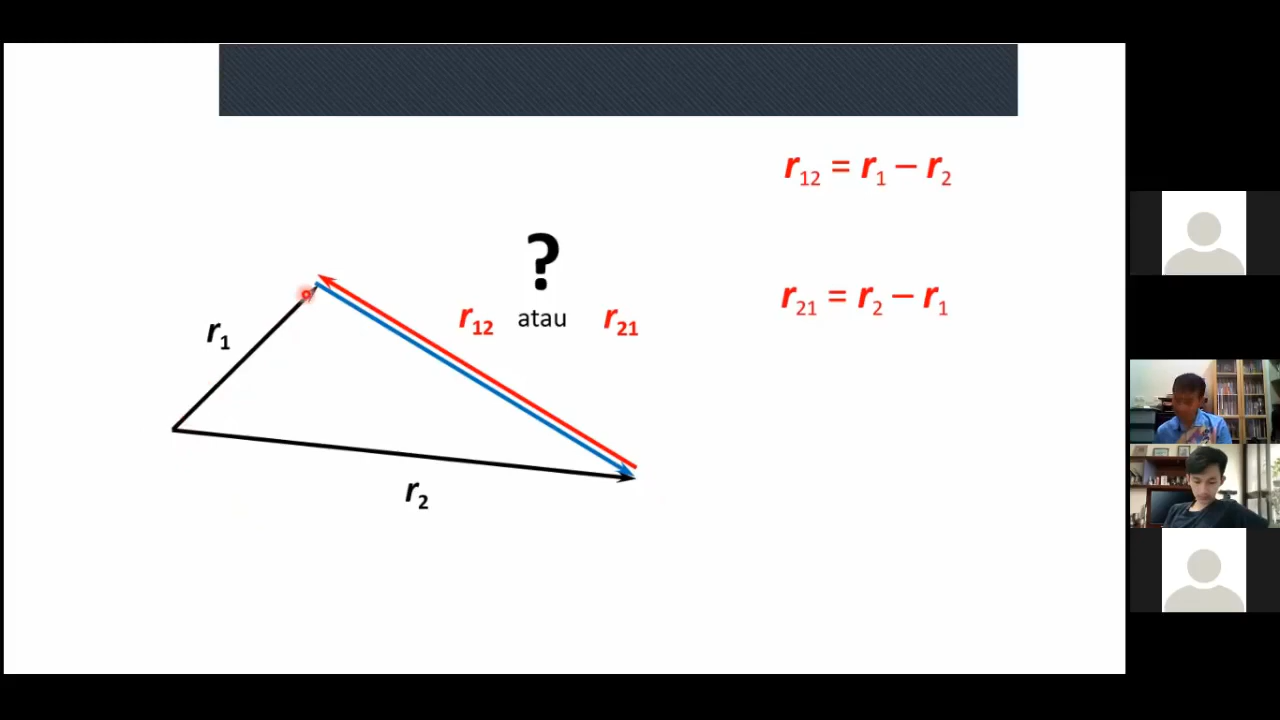 r₁₂ = r₁ – r₂
?
r₁₂ atau r₂₁
r₂₁ = r₂ – r₁
r₁
r₂